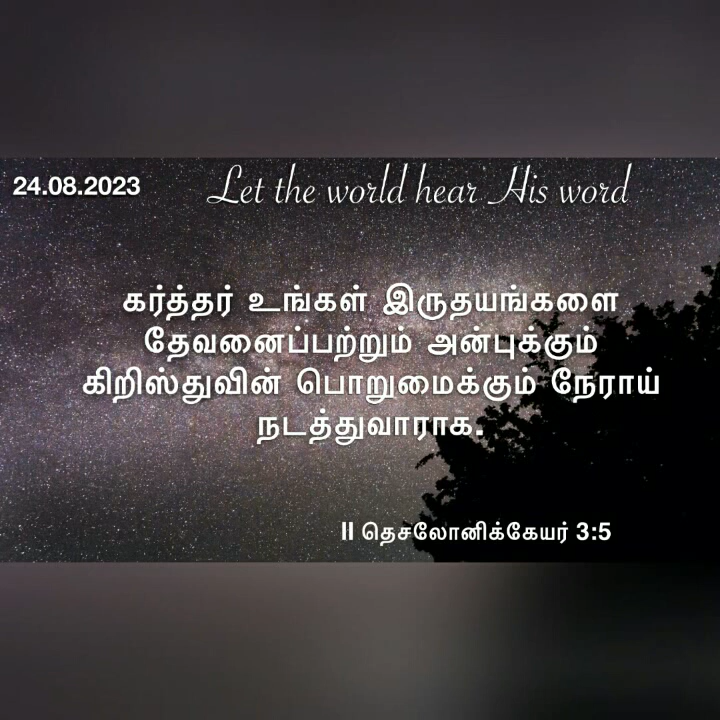 24.08.2023
Let the world hear His word
கர்த்தர் உங்கள் இருதயங்களை
தேவனைப்பற்றும் அன்புக்கும்
கிறிஸ்துவின் பொறுமைக்கும் நேராய்
நடத்துவாராக.
II தெசலோனிக்கேயர் 3:5